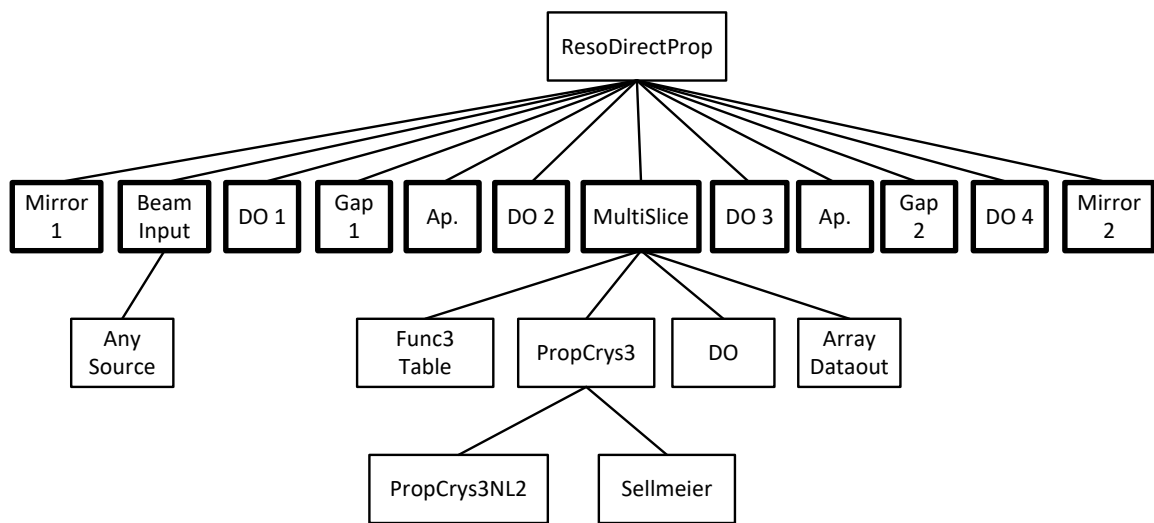 ResoDirectProp
Mirror
1
Beam
Input
DO 1
Gap
1
Ap.
DO 2
MultiSlice
DO 3
Ap.
Gap
2
DO 4
Mirror
2
Any
Source
Func3
Table
PropCrys3
DO
Array
Dataout
PropCrys3NL2
Sellmeier